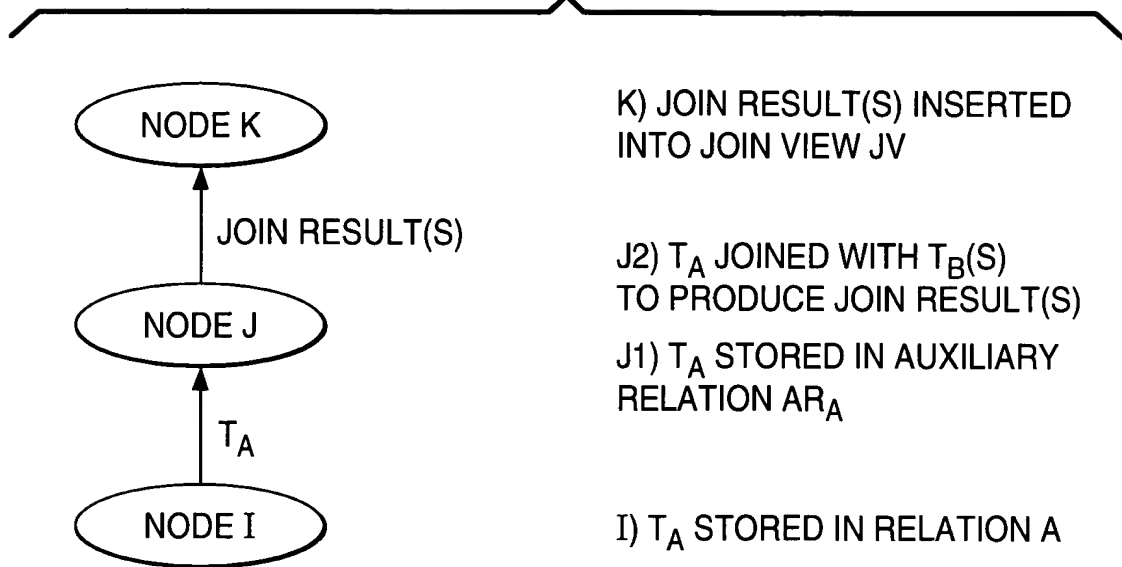 NODE K
JOIN RESULT(S)
NODE J
T_A
NODE I
K) JOIN RESULT(S) INSERTED
INTO JOIN VIEW JV
J2) T_A JOINED WITH T_B(S)
TO PRODUCE JOIN RESULT(S)
J1) T_A STORED IN AUXILIARY
RELATION AR_A
I) T_A STORED IN RELATION A